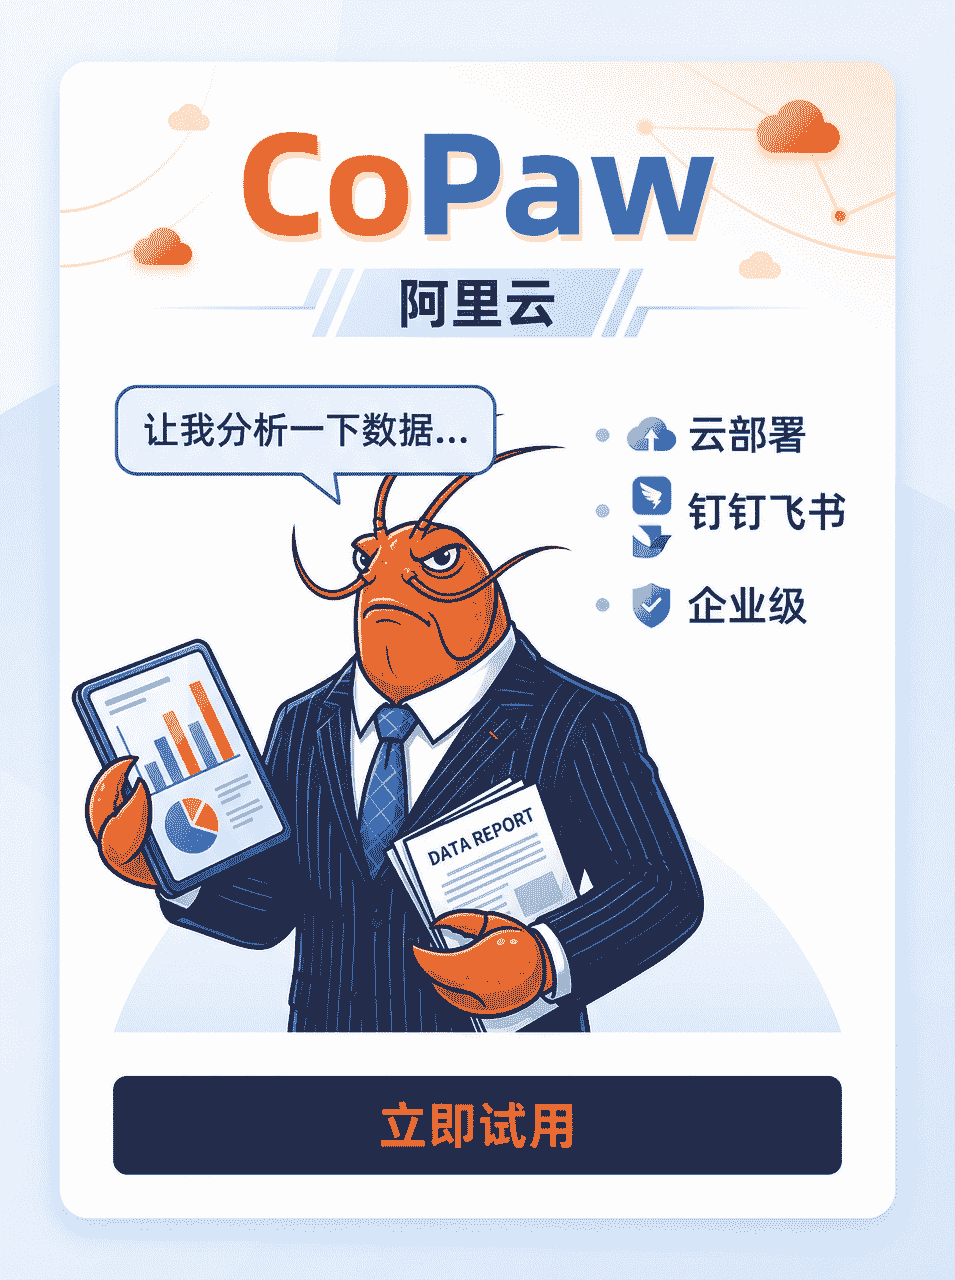 CoPaw
阿里云
让我分析一下数据...
云部署
钉钉飞书
企业级
DATA REPORT
立即试用